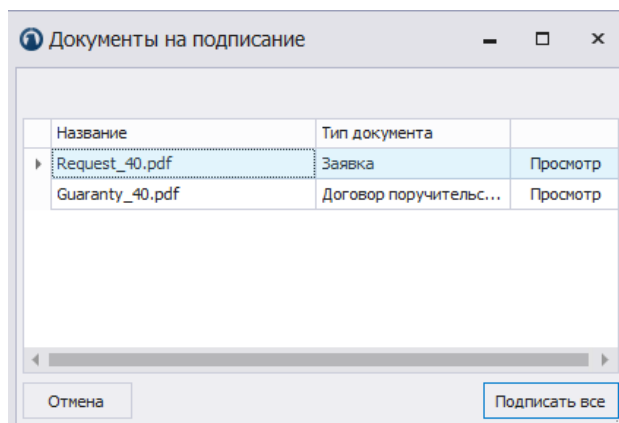 Документы на подписание
Название Тип документа
Request_40.pdf Заявка Просмотр
Guaranty_40.pdf Договор поручительс... Просмотр
Отмена Подписать все